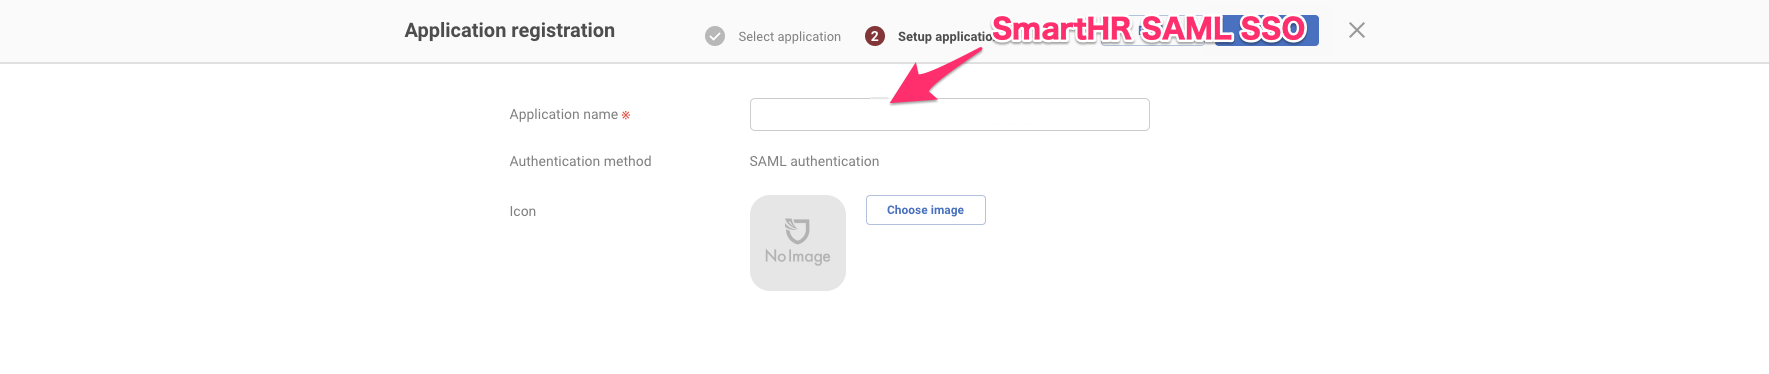 Application registration
Select application
2 Setup applicatio
SmartHR SAML SSO
Application name ※
Authentication method
SAML authentication
Icon
No Image
Choose image